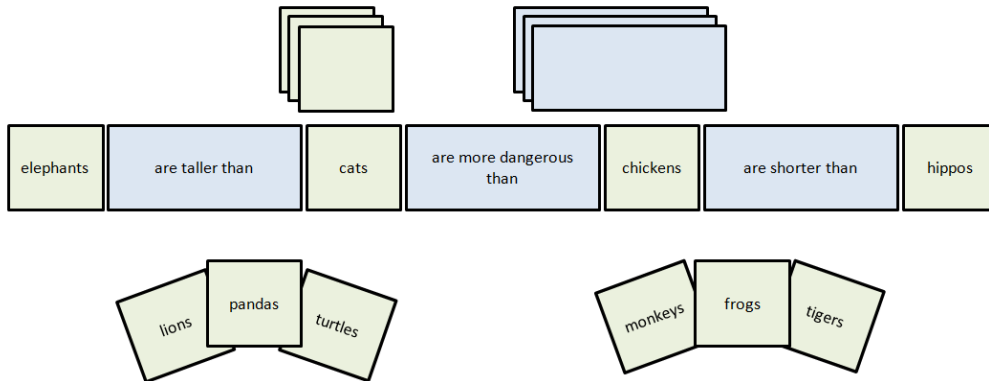 elephants
are taller than
cats
are more dangerous
than
chickens
are shorter than
hippos
lions
pandas
turtles
monkeys
frogs
tigers